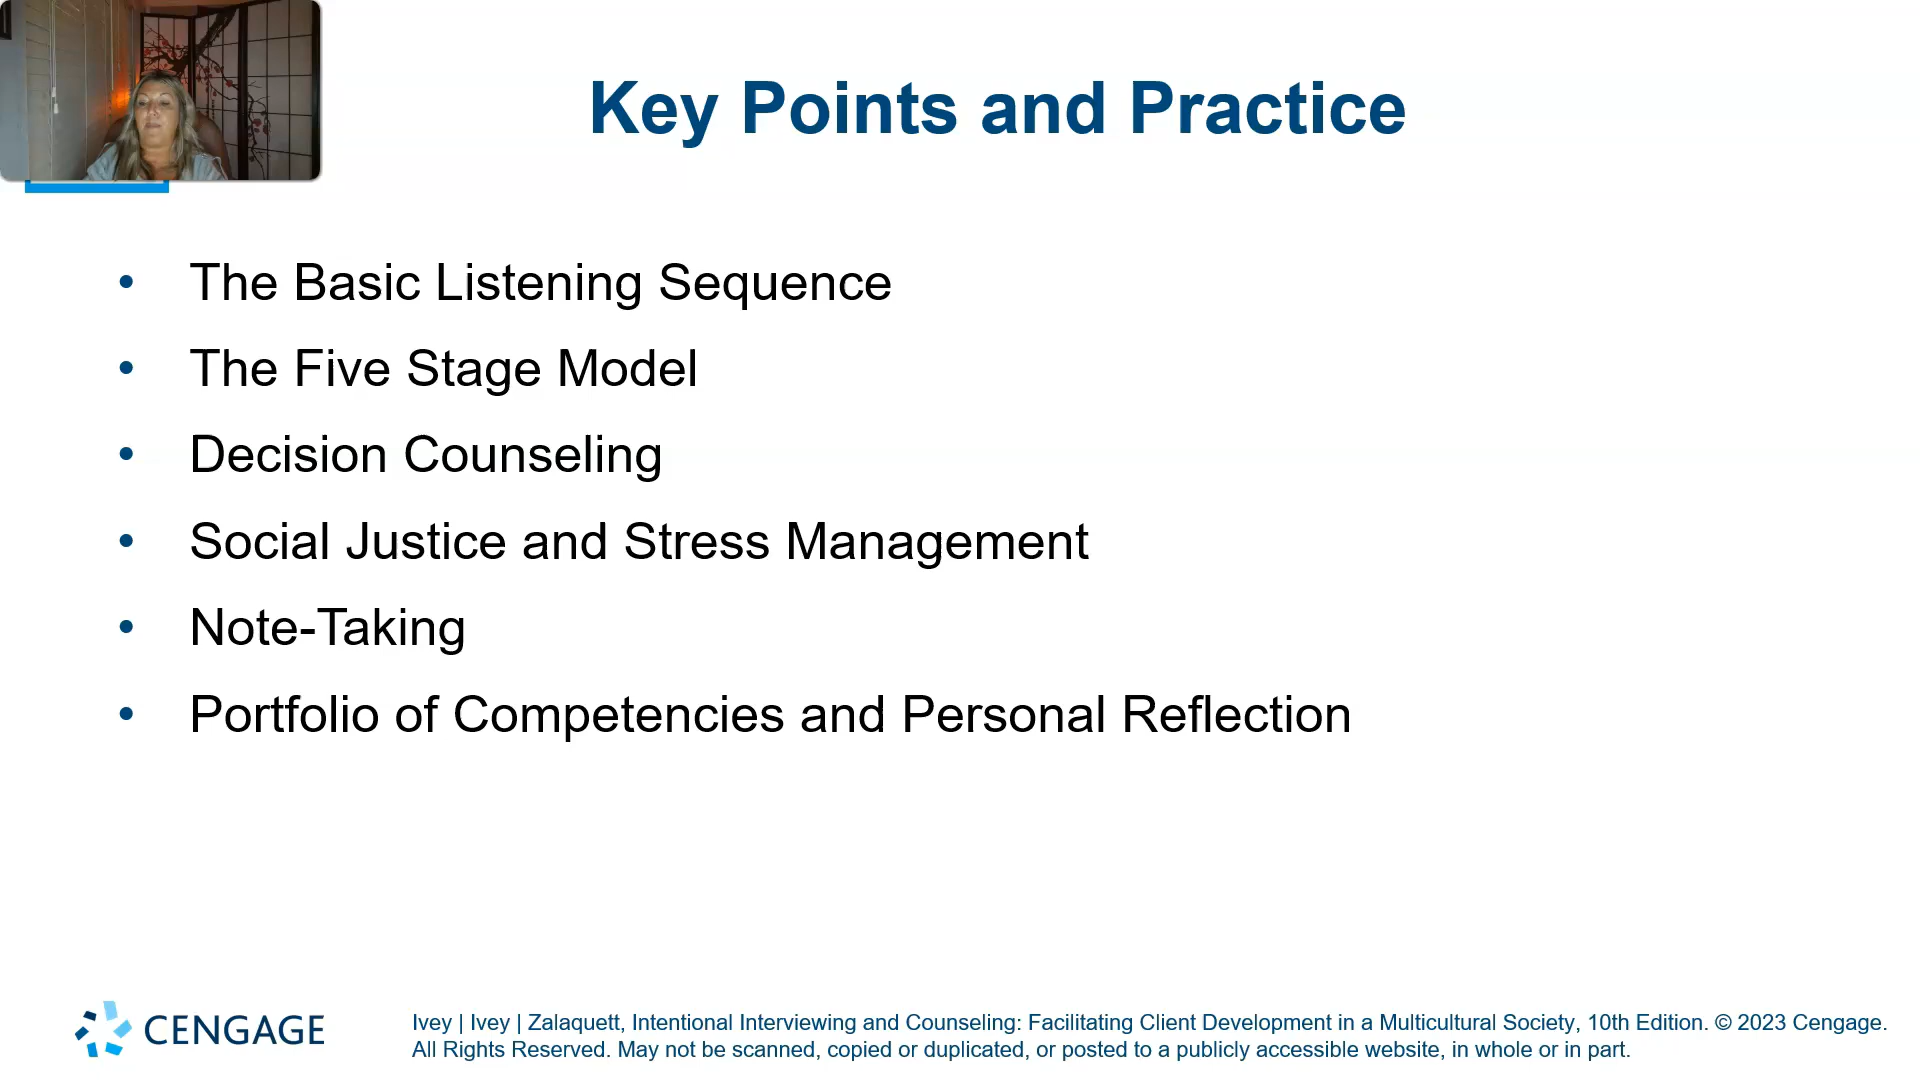 Key Points and Practice
• The Basic Listening Sequence
• The Five Stage Model
• Decision Counseling
• Social Justice and Stress Management
• Note-Taking
• Portfolio of Competencies and Personal Reflection
CENGAGE
Ivey | Ivey | Zalaquett, Intentional Interviewing and Counseling: Facilitating Client Development in a Multicultural Society, 10th Edition. © 2023 Cengage.
All Rights Reserved. May not be scanned, copied or duplicated, or posted to a publicly accessible website, in whole or in part.